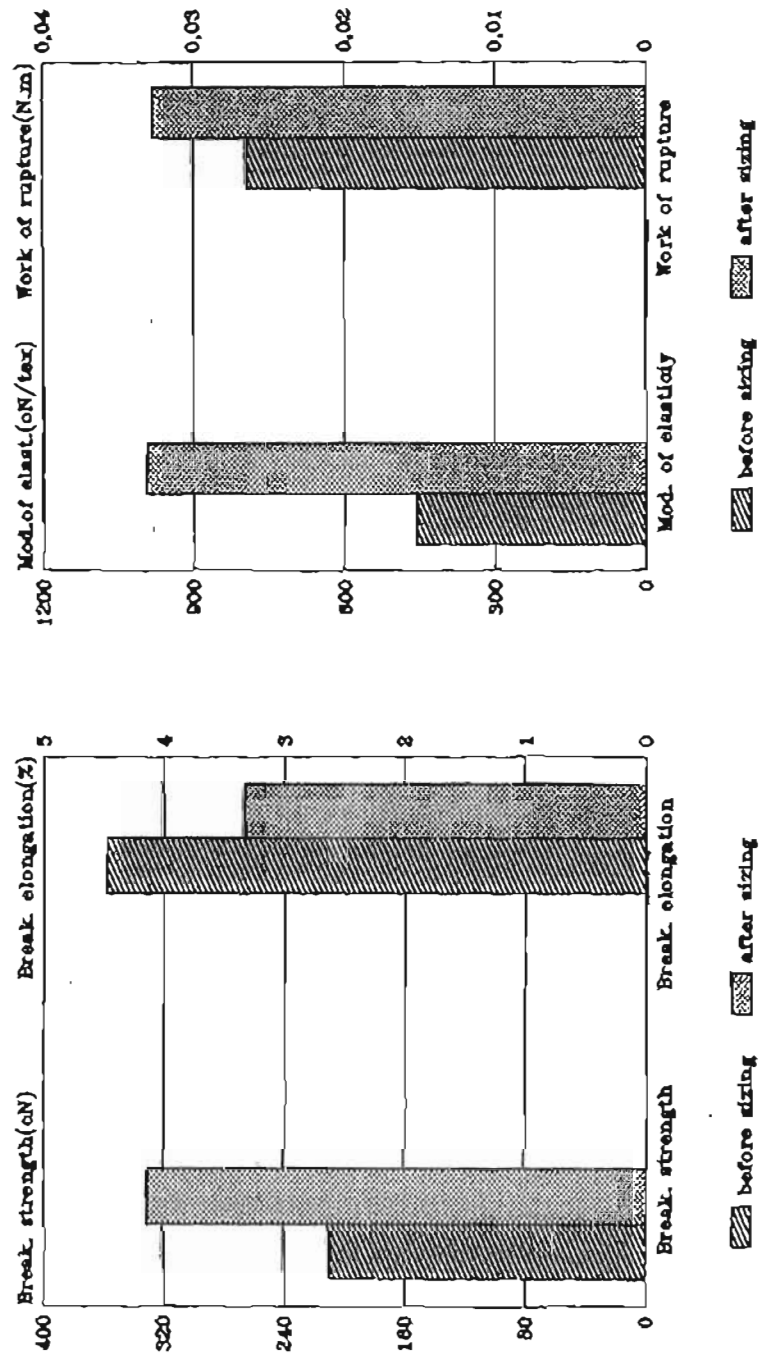 Break. strength(cN) Break. elongation(%)
400 5
320 4
240 3
160 2
80 1
0 0
Break. strength Break. elongation
before sizing after sizing
Mod.of elast.(cN/tex) Work of rupture(N.m)
1200 0,04
900 0,03
600 0,02
300 0,01
0 0
Mod. of elasticity Work of rupture
before sizing after sizing